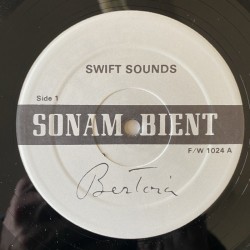 SWIFT SOUNDS
Side 1
SONAM BIENT
F/W 1024 A
Bertoia